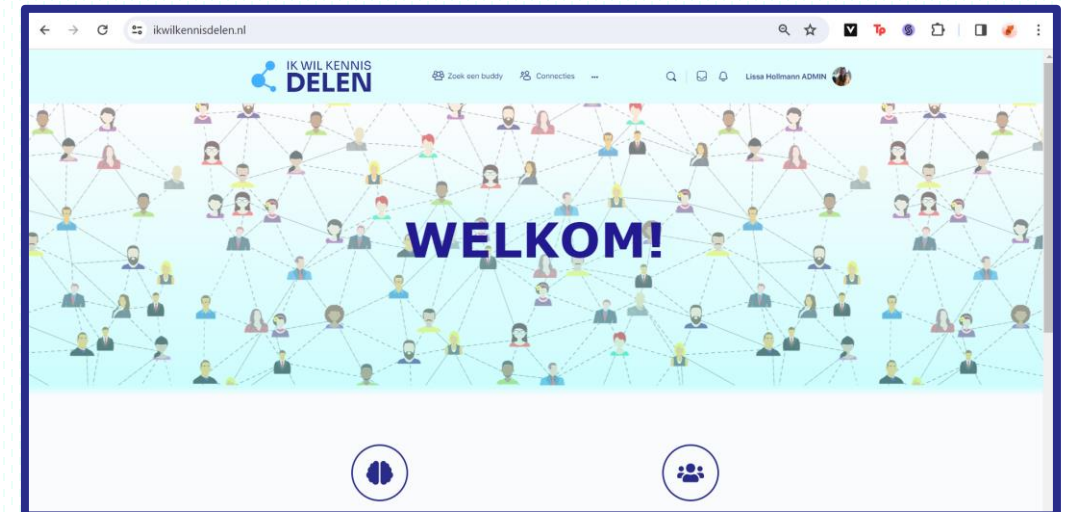 ikwilkennisdelen.nl
IK WIL KENNIS
DELEN
Zoek een buddy
Connecties
...
Lissa Hollmann ADMIN
WELKOM!